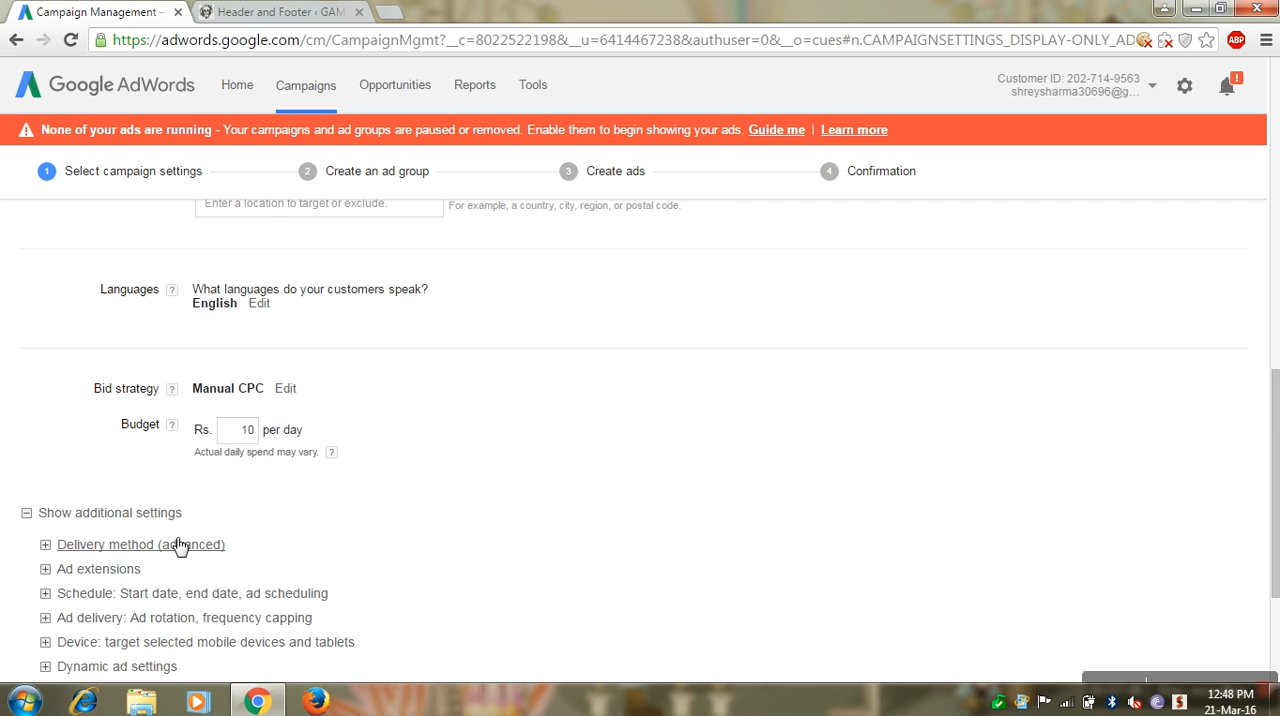 Campaign Management –
Header and Footer ‹ GAM
https://adwords.google.com/cm/CampaignMgmt?__c=8022522198&__u=6414467238&authuser=0&__o=cues#n.CAMPAIGNSETTINGS_DISPLAY-ONLY_AD
ABP
Google AdWords
Home
Campaigns
Opportunities
Reports
Tools
Customer ID: 202-714-9563
shreysharma30696@g...
!
None of your ads are running - Your campaigns and ad groups are paused or removed. Enable them to begin showing your ads. Guide me | Learn more
1 Select campaign settings
2 Create an ad group
3 Create ads
4 Confirmation
Enter a location to target or exclude.
For example, a country, city, region, or postal code.
Languages ? What languages do your customers speak?
English Edit
Bid strategy ? Manual CPC Edit
Budget ? Rs. 10 per day
Actual daily spend may vary. ?
Show additional settings
Delivery method (advanced)
Ad extensions
Schedule: Start date, end date, ad scheduling
Ad delivery: Ad rotation, frequency capping
Device: target selected mobile devices and tablets
Dynamic ad settings
12:48 PM
21-Mar-16